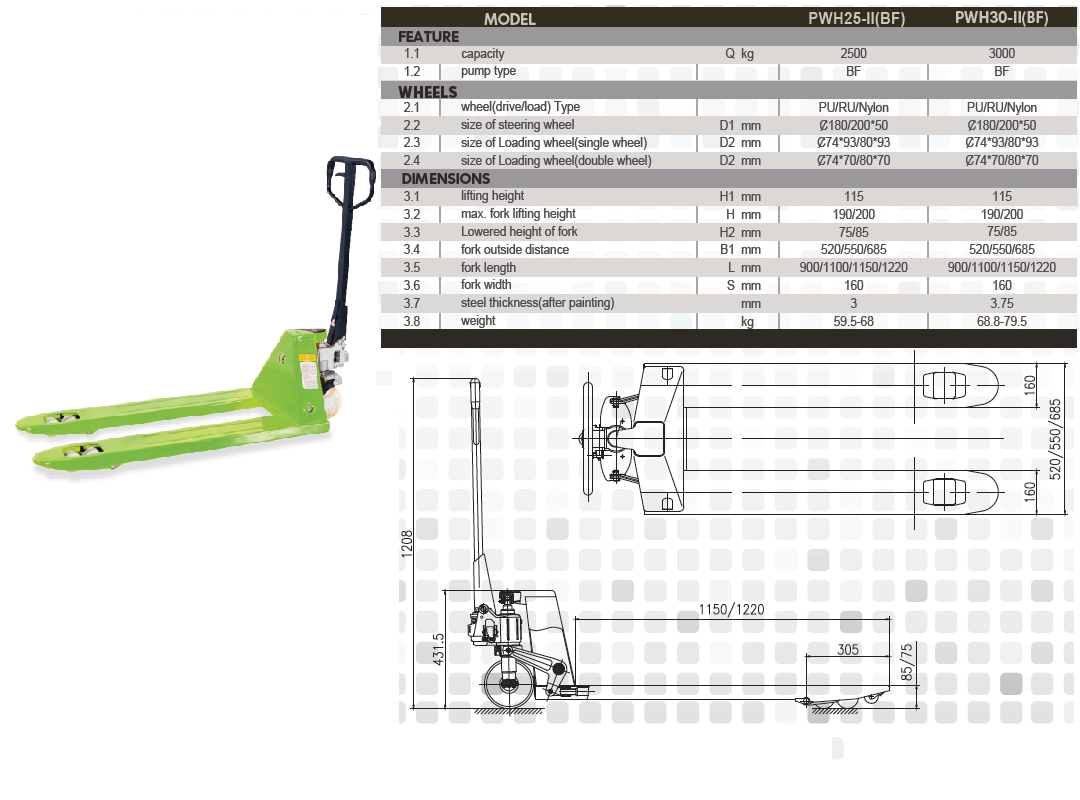 MODEL PWH25-II(BF) PWH30-II(BF)
FEATURE
1.1 capacity Q kg 2500 3000
1.2 pump type BF BF
WHEELS
2.1 wheel(drive/load) Type PU/RU/Nylon PU/RU/Nylon
2.2 size of steering wheel D1 mm Ȼ180/200*50 Ȼ180/200*50
2.3 size of Loading wheel(single wheel) D2 mm Ȼ74*93/80*93 Ȼ74*93/80*93
2.4 size of Loading wheel(double wheel) D2 mm Ȼ74*70/80*70 Ȼ74*70/80*70
DIMENSIONS
3.1 lifting height H1 mm 115 115
3.2 max. fork lifting height H mm 190/200 190/200
3.3 Lowered height of fork H2 mm 75/85 75/85
3.4 fork outside distance B1 mm 520/550/685 520/550/685
3.5 fork length L mm 900/1100/1150/1220 900/1100/1150/1220
3.6 fork width S mm 160 160
3.7 steel thickness(after painting) mm 3 3.75
3.8 weight kg 59.5-68 68.8-79.5
160
520/550/685
160
1208
1150/1220
431.5
305
85/75